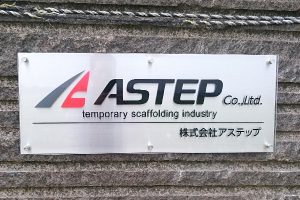 ASTEP Co.,Ltd.
temporary scaffolding industry
株式会社アステップ